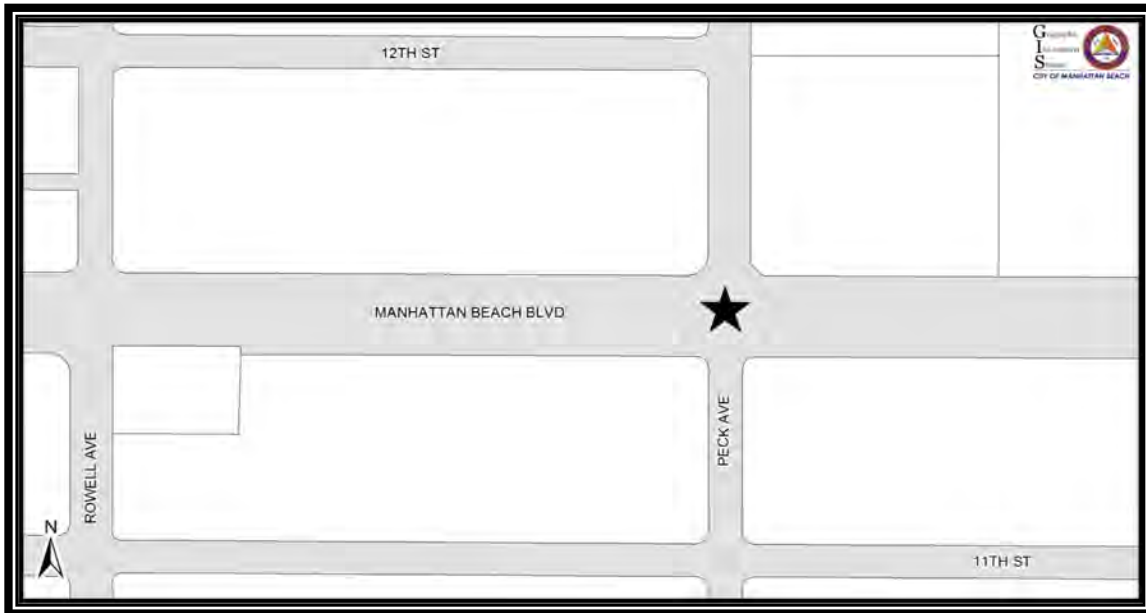 12TH ST
G
I
S
CITY OF MANHATTAN BEACH
MANHATTAN BEACH BLVD
PECK AVE
ROWELL AVE
N
11TH ST